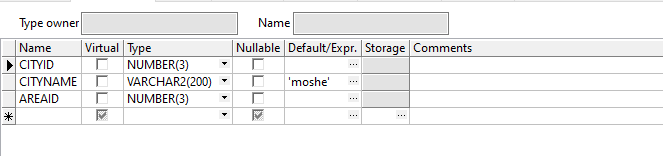 Type owner Name
Name Virtual Type Nullable Default/Expr. Storage Comments
CITYID NUMBER(3) ...
CITYNAME VARCHAR2(200) 'moshe' ...
AREAID NUMBER(3) ...
* ... ...